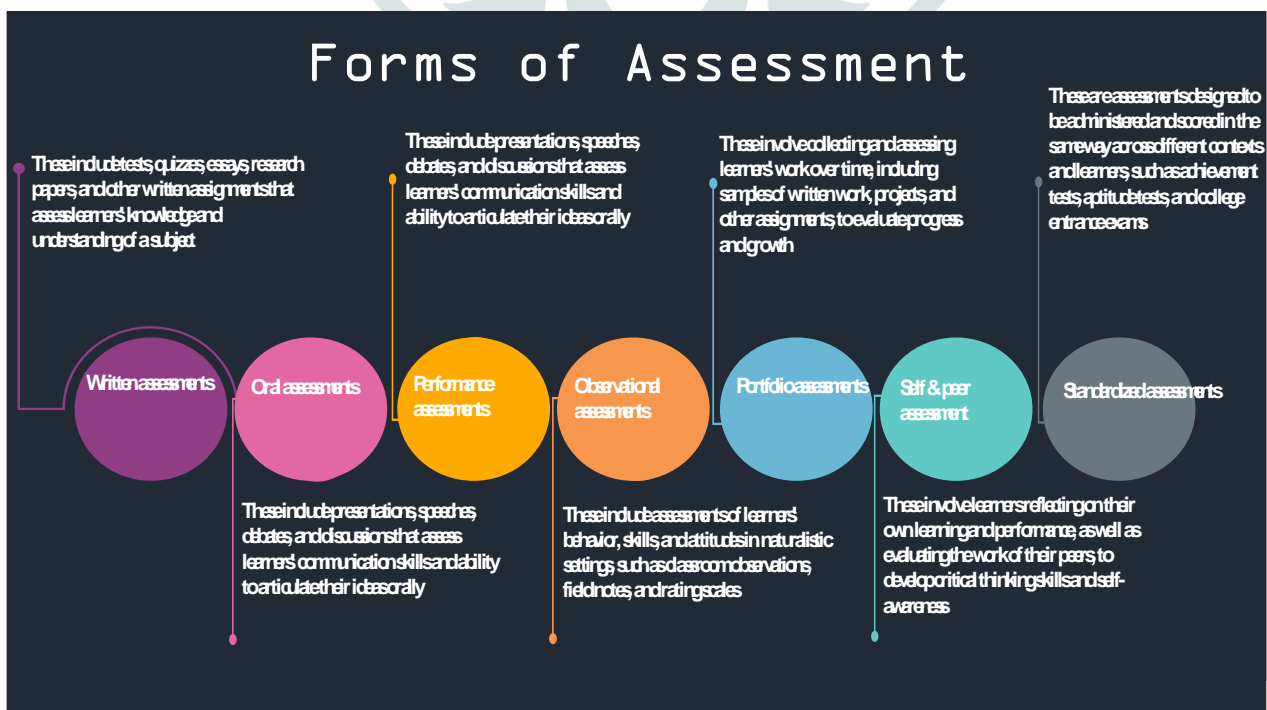 Forms of Assessment
These include tests, quizzes, essays, research
papers, and other written assignments that
assess learners' knowledge and
understanding of a subject
These include presentations, speeches,
debates, and discussions that assess
learners' communication skills and
ability to articulate their ideas orally
These involve collecting and assessing
learners' work over time, including
samples of written work, projects, and
other assignments, to evaluate progress
and growth
These are assessments designed to
be administered and scored in the
same way across different contexts
and learners, such as achievement
tests, aptitude tests, and college
entrance exams
Written assessments
Oral assessments
Performance
assessments
Observational
assessments
Portfolio assessments
Self & peer
assessment
Standardized assessments
These include presentations, speeches,
debates, and discussions that assess
learners' communication skills and ability
to articulate their ideas orally
These include assessments of learners'
behavior, skills, and attitudes in naturalistic
settings, such as classroom observations,
field notes, and rating scales
These involve learners reflecting on their
own learning and performance, as well as
evaluating the work of their peers, to
develop critical thinking skills and self-
awareness